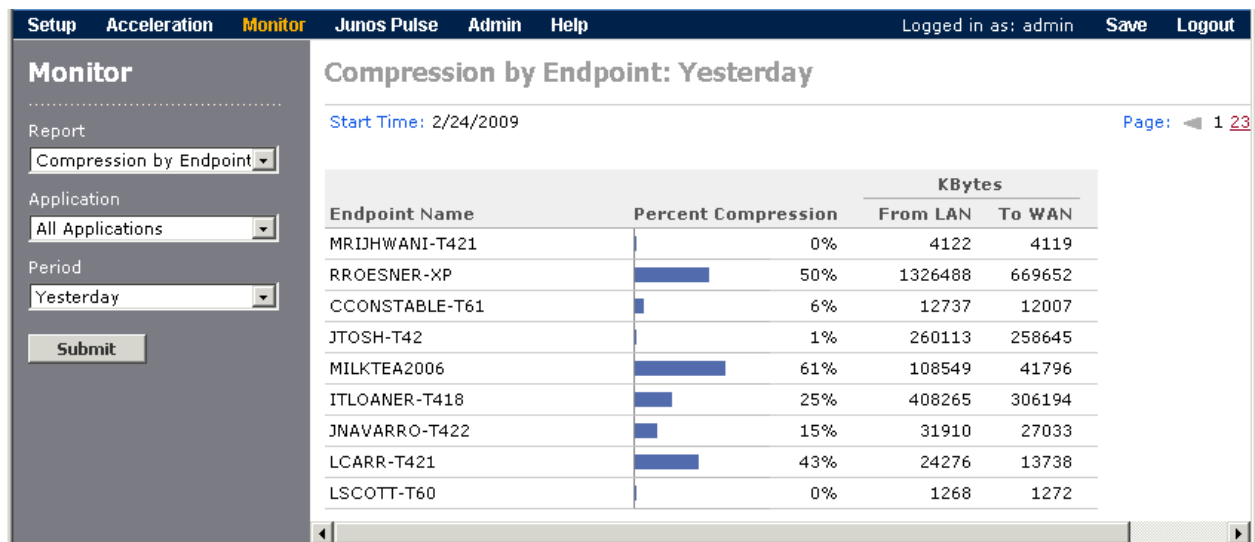 Setup Acceleration Monitor Junos Pulse Admin Help Logged in as: admin Save Logout
Monitor
Report
Compression by Endpoint
Application
All Applications
Period
Yesterday
Submit
Compression by Endpoint: Yesterday
Start Time: 2/24/2009 Page: 1 23
KBytes
Endpoint Name Percent Compression From LAN To WAN
MRIJHWANI-T421 0% 4122 4119
RROESNER-XP 50% 1326488 669652
CCONSTABLE-T61 6% 12737 12007
JTOSH-T42 1% 260113 258645
MILKTEA2006 61% 108549 41796
ITLOANER-T418 25% 408265 306194
JNAVARRO-T422 15% 31910 27033
LCARR-T421 43% 24276 13738
LSCOTT-T60 0% 1268 1272